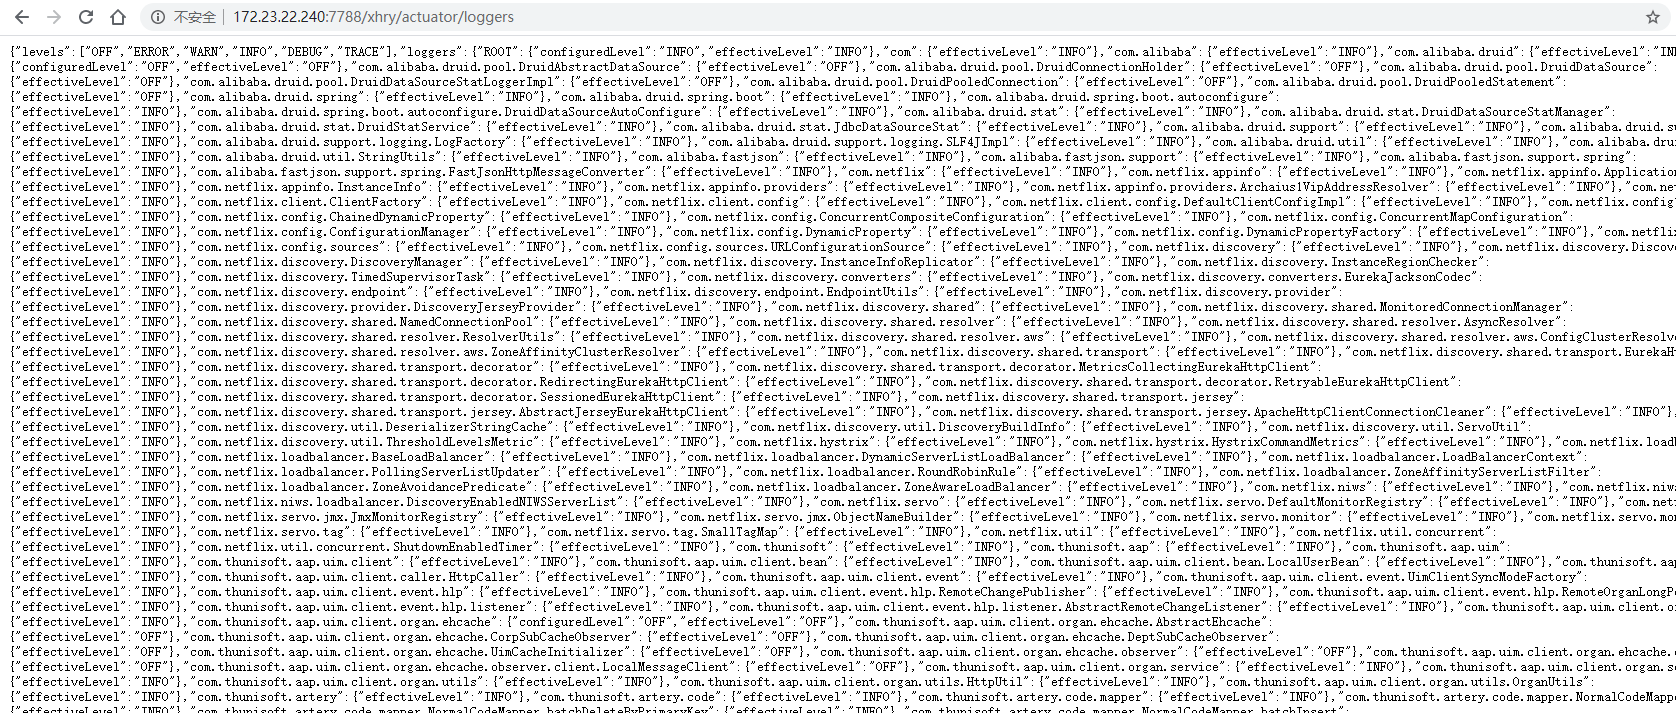 不安全 | 172.23.22.240:7788/xhry/actuator/loggers
{"levels":["OFF","ERROR","WARN","INFO","DEBUG","TRACE"],"loggers":{"ROOT":{"configuredLevel":"INFO","effectiveLevel":"INFO"},"com":{"effectiveLevel":"INFO"},"com.alibaba":{"effectiveLevel":"INFO"},"com.alibaba.druid":{"effectiveLevel":"IN
{"configuredLevel":"OFF","effectiveLevel":"OFF"},"com.alibaba.druid.pool.DruidAbstractDataSource":{"effectiveLevel":"OFF"},"com.alibaba.druid.pool.DruidConnectionHolder":{"effectiveLevel":"OFF"},"com.alibaba.druid.pool.DruidDataSource":
{"effectiveLevel":"OFF"},"com.alibaba.druid.pool.DruidDataSourceStatLoggerImpl":{"effectiveLevel":"OFF"},"com.alibaba.druid.pool.DruidPooledConnection":{"effectiveLevel":"OFF"},"com.alibaba.druid.pool.DruidPooledStatement":
{"effectiveLevel":"OFF"},"com.alibaba.druid.spring":{"effectiveLevel":"INFO"},"com.alibaba.druid.spring.boot":{"effectiveLevel":"INFO"},"com.alibaba.druid.spring.boot.autoconfigure":
{"effectiveLevel":"INFO"},"com.alibaba.druid.spring.boot.autoconfigure.DruidDataSourceAutoConfigure":{"effectiveLevel":"INFO"},"com.alibaba.druid.stat":{"effectiveLevel":"INFO"},"com.alibaba.druid.stat.DruidDataSourceStatManager":
{"effectiveLevel":"INFO"},"com.alibaba.druid.stat.DruidStatService":{"effectiveLevel":"INFO"},"com.alibaba.druid.stat.JdbcDataSourceStat":{"effectiveLevel":"INFO"},"com.alibaba.druid.support":{"effectiveLevel":"INFO"},"com.alibaba.druid.su
{"effectiveLevel":"INFO"},"com.alibaba.druid.support.logging.LogFactory":{"effectiveLevel":"INFO"},"com.alibaba.druid.support.logging.SLF4JImpl":{"effectiveLevel":"INFO"},"com.alibaba.druid.util":{"effectiveLevel":"INFO"},"com.alibaba.dru
{"effectiveLevel":"INFO"},"com.alibaba.druid.util.StringUtils":{"effectiveLevel":"INFO"},"com.alibaba.fastjson":{"effectiveLevel":"INFO"},"com.alibaba.fastjson.support":{"effectiveLevel":"INFO"},"com.alibaba.fastjson.support.spring":
{"effectiveLevel":"INFO"},"com.alibaba.fastjson.support.spring.FastJsonHttpMessageConverter":{"effectiveLevel":"INFO"},"com.netflix":{"effectiveLevel":"INFO"},"com.netflix.appinfo":{"effectiveLevel":"INFO"},"com.netflix.appinfo.Application
{"effectiveLevel":"INFO"},"com.netflix.appinfo.InstanceInfo":{"effectiveLevel":"INFO"},"com.netflix.appinfo.providers":{"effectiveLevel":"INFO"},"com.netflix.appinfo.providers.Archaius1VipAddressResolver":{"effectiveLevel":"INFO"},"com.net
{"effectiveLevel":"INFO"},"com.netflix.client.ClientFactory":{"effectiveLevel":"INFO"},"com.netflix.client.config":{"effectiveLevel":"INFO"},"com.netflix.client.config.DefaultClientConfigImpl":{"effectiveLevel":"INFO"},"com.netflix.config"
{"effectiveLevel":"INFO"},"com.netflix.config.ChainedDynamicProperty":{"effectiveLevel":"INFO"},"com.netflix.config.ConcurrentCompositeConfiguration":{"effectiveLevel":"INFO"},"com.netflix.config.ConcurrentMapConfiguration":
{"effectiveLevel":"INFO"},"com.netflix.config.ConfigurationManager":{"effectiveLevel":"INFO"},"com.netflix.config.DynamicProperty":{"effectiveLevel":"INFO"},"com.netflix.config.DynamicPropertyFactory":{"effectiveLevel":"INFO"},"com.netflix
{"effectiveLevel":"INFO"},"com.netflix.config.sources":{"effectiveLevel":"INFO"},"com.netflix.config.sources.URLConfigurationSource":{"effectiveLevel":"INFO"},"com.netflix.discovery":{"effectiveLevel":"INFO"},"com.netflix.discovery.Discov
{"effectiveLevel":"INFO"},"com.netflix.discovery.DiscoveryManager":{"effectiveLevel":"INFO"},"com.netflix.discovery.InstanceInfoReplicator":{"effectiveLevel":"INFO"},"com.netflix.discovery.InstanceRegionChecker":
{"effectiveLevel":"INFO"},"com.netflix.discovery.TimedSupervisorTask":{"effectiveLevel":"INFO"},"com.netflix.discovery.converters":{"effectiveLevel":"INFO"},"com.netflix.discovery.converters.EurekaJacksonCodec":
{"effectiveLevel":"INFO"},"com.netflix.discovery.endpoint":{"effectiveLevel":"INFO"},"com.netflix.discovery.endpoint.EndpointUtils":{"effectiveLevel":"INFO"},"com.netflix.discovery.provider":
{"effectiveLevel":"INFO"},"com.netflix.discovery.provider.DiscoveryJerseyProvider":{"effectiveLevel":"INFO"},"com.netflix.discovery.shared":{"effectiveLevel":"INFO"},"com.netflix.discovery.shared.MonitoredConnectionManager":
{"effectiveLevel":"INFO"},"com.netflix.discovery.shared.NamedConnectionPool":{"effectiveLevel":"INFO"},"com.netflix.discovery.shared.resolver":{"effectiveLevel":"INFO"},"com.netflix.discovery.shared.resolver.AsyncResolver":
{"effectiveLevel":"INFO"},"com.netflix.discovery.shared.resolver.ResolverUtils":{"effectiveLevel":"INFO"},"com.netflix.discovery.shared.resolver.aws":{"effectiveLevel":"INFO"},"com.netflix.discovery.shared.resolver.aws.ConfigClusterResolve
{"effectiveLevel":"INFO"},"com.netflix.discovery.shared.resolver.aws.ZoneAffinityClusterResolver":{"effectiveLevel":"INFO"},"com.netflix.discovery.shared.transport":{"effectiveLevel":"INFO"},"com.netflix.discovery.shared.transport.EurekaH
{"effectiveLevel":"INFO"},"com.netflix.discovery.shared.transport.decorator":{"effectiveLevel":"INFO"},"com.netflix.discovery.shared.transport.decorator.MetricsCollectingEurekaHttpClient":
{"effectiveLevel":"INFO"},"com.netflix.discovery.shared.transport.decorator.RedirectingEurekaHttpClient":{"effectiveLevel":"INFO"},"com.netflix.discovery.shared.transport.decorator.RetryableEurekaHttpClient":
{"effectiveLevel":"INFO"},"com.netflix.discovery.shared.transport.decorator.SessionedEurekaHttpClient":{"effectiveLevel":"INFO"},"com.netflix.discovery.shared.transport.jersey":
{"effectiveLevel":"INFO"},"com.netflix.discovery.shared.transport.jersey.AbstractJerseyEurekaHttpClient":{"effectiveLevel":"INFO"},"com.netflix.discovery.shared.transport.jersey.ApacheHttpClientConnectionCleaner":{"effectiveLevel":"INFO"},
{"effectiveLevel":"INFO"},"com.netflix.discovery.util.DeserializerStringCache":{"effectiveLevel":"INFO"},"com.netflix.discovery.util.DiscoveryBuildInfo":{"effectiveLevel":"INFO"},"com.netflix.discovery.util.ServoUtil":
{"effectiveLevel":"INFO"},"com.netflix.discovery.util.ThresholdLevelsMetric":{"effectiveLevel":"INFO"},"com.netflix.hystrix":{"effectiveLevel":"INFO"},"com.netflix.hystrix.HystrixCommandMetrics":{"effectiveLevel":"INFO"},"com.netflix.load
{"effectiveLevel":"INFO"},"com.netflix.loadbalancer.BaseLoadBalancer":{"effectiveLevel":"INFO"},"com.netflix.loadbalancer.DynamicServerListLoadBalancer":{"effectiveLevel":"INFO"},"com.netflix.loadbalancer.LoadBalancerContext":
{"effectiveLevel":"INFO"},"com.netflix.loadbalancer.PollingServerListUpdater":{"effectiveLevel":"INFO"},"com.netflix.loadbalancer.RoundRobinRule":{"effectiveLevel":"INFO"},"com.netflix.loadbalancer.ZoneAffinityServerListFilter":
{"effectiveLevel":"INFO"},"com.netflix.loadbalancer.ZoneAvoidancePredicate":{"effectiveLevel":"INFO"},"com.netflix.loadbalancer.ZoneAwareLoadBalancer":{"effectiveLevel":"INFO"},"com.netflix.niws":{"effectiveLevel":"INFO"},"com.netflix.niws
{"effectiveLevel":"INFO"},"com.netflix.niws.loadbalancer.DiscoveryEnabledNIWSServerList":{"effectiveLevel":"INFO"},"com.netflix.servo":{"effectiveLevel":"INFO"},"com.netflix.servo.DefaultMonitorRegistry":{"effectiveLevel":"INFO"},"com.net
{"effectiveLevel":"INFO"},"com.netflix.servo.jmx.JmxMonitorRegistry":{"effectiveLevel":"INFO"},"com.netflix.servo.jmx.ObjectNameBuilder":{"effectiveLevel":"INFO"},"com.netflix.servo.monitor":{"effectiveLevel":"INFO"},"com.netflix.servo.mo
{"effectiveLevel":"INFO"},"com.netflix.servo.tag":{"effectiveLevel":"INFO"},"com.netflix.servo.tag.SmallTagMap":{"effectiveLevel":"INFO"},"com.netflix.util":{"effectiveLevel":"INFO"},"com.netflix.util.concurrent":
{"effectiveLevel":"INFO"},"com.netflix.util.concurrent.ShutdownEnabledTimer":{"effectiveLevel":"INFO"},"com.thunisoft":{"effectiveLevel":"INFO"},"com.thunisoft.aap":{"effectiveLevel":"INFO"},"com.thunisoft.aap.uim":
{"effectiveLevel":"INFO"},"com.thunisoft.aap.uim.client":{"effectiveLevel":"INFO"},"com.thunisoft.aap.uim.client.bean":{"effectiveLevel":"INFO"},"com.thunisoft.aap.uim.client.bean.LocalUserBean":{"effectiveLevel":"INFO"},"com.thunisoft.aap
{"effectiveLevel":"INFO"},"com.thunisoft.aap.uim.client.caller.HttpCaller":{"effectiveLevel":"INFO"},"com.thunisoft.aap.uim.client.event":{"effectiveLevel":"INFO"},"com.thunisoft.aap.uim.client.event.UimClientSyncModeFactory":
{"effectiveLevel":"INFO"},"com.thunisoft.aap.uim.client.event.hlp":{"effectiveLevel":"INFO"},"com.thunisoft.aap.uim.client.event.hlp.RemoteChangePublisher":{"effectiveLevel":"INFO"},"com.thunisoft.aap.uim.client.event.hlp.RemoteOrganLongPo
{"effectiveLevel":"INFO"},"com.thunisoft.aap.uim.client.event.hlp.listener":{"effectiveLevel":"INFO"},"com.thunisoft.aap.uim.client.event.hlp.listener.AbstractRemoteChangeListener":{"effectiveLevel":"INFO"},"com.thunisoft.aap.uim.client.or
{"effectiveLevel":"INFO"},"com.thunisoft.aap.uim.client.organ.ehcache":{"configuredLevel":"OFF","effectiveLevel":"OFF"},"com.thunisoft.aap.uim.client.organ.ehcache.AbstractEhcache":
{"effectiveLevel":"OFF"},"com.thunisoft.aap.uim.client.organ.ehcache.CorpSubCacheObserver":{"effectiveLevel":"OFF"},"com.thunisoft.aap.uim.client.organ.ehcache.DeptSubCacheObserver":
{"effectiveLevel":"OFF"},"com.thunisoft.aap.uim.client.organ.ehcache.UimCacheInitializer":{"effectiveLevel":"OFF"},"com.thunisoft.aap.uim.client.organ.ehcache.observer":{"effectiveLevel":"OFF"},"com.thunisoft.aap.uim.client.organ.ehcache.o
{"effectiveLevel":"OFF"},"com.thunisoft.aap.uim.client.organ.ehcache.observer.client.LocalMessageClient":{"effectiveLevel":"OFF"},"com.thunisoft.aap.uim.client.organ.service":{"effectiveLevel":"INFO"},"com.thunisoft.aap.uim.client.organ.se
{"effectiveLevel":"INFO"},"com.thunisoft.aap.uim.client.organ.utils":{"effectiveLevel":"INFO"},"com.thunisoft.aap.uim.client.organ.utils.HttpUtil":{"effectiveLevel":"INFO"},"com.thunisoft.aap.uim.client.organ.utils.OrganUtils":
{"effectiveLevel":"INFO"},"com.thunisoft.artery":{"effectiveLevel":"INFO"},"com.thunisoft.artery.code":{"effectiveLevel":"INFO"},"com.thunisoft.artery.code.mapper":{"effectiveLevel":"INFO"},"com.thunisoft.artery.code.mapper.NormalCodeMappe
{"effectiveLevel":"INFO"},"com.thunisoft.artery.code.mapper.NormalCodeMapper.batchDeleteByPrimaryKey":{"effectiveLevel":"INFO"},"com.thunisoft.artery.code.mapper.NormalCodeMapper.batchInsert":